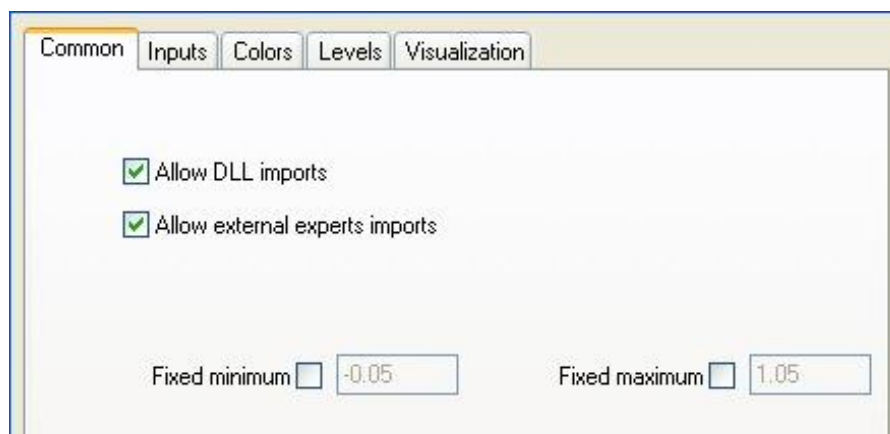 Common Inputs Colors Levels Visualization
Allow DLL imports
Allow external experts imports
Fixed minimum -0.05 Fixed maximum 1.05